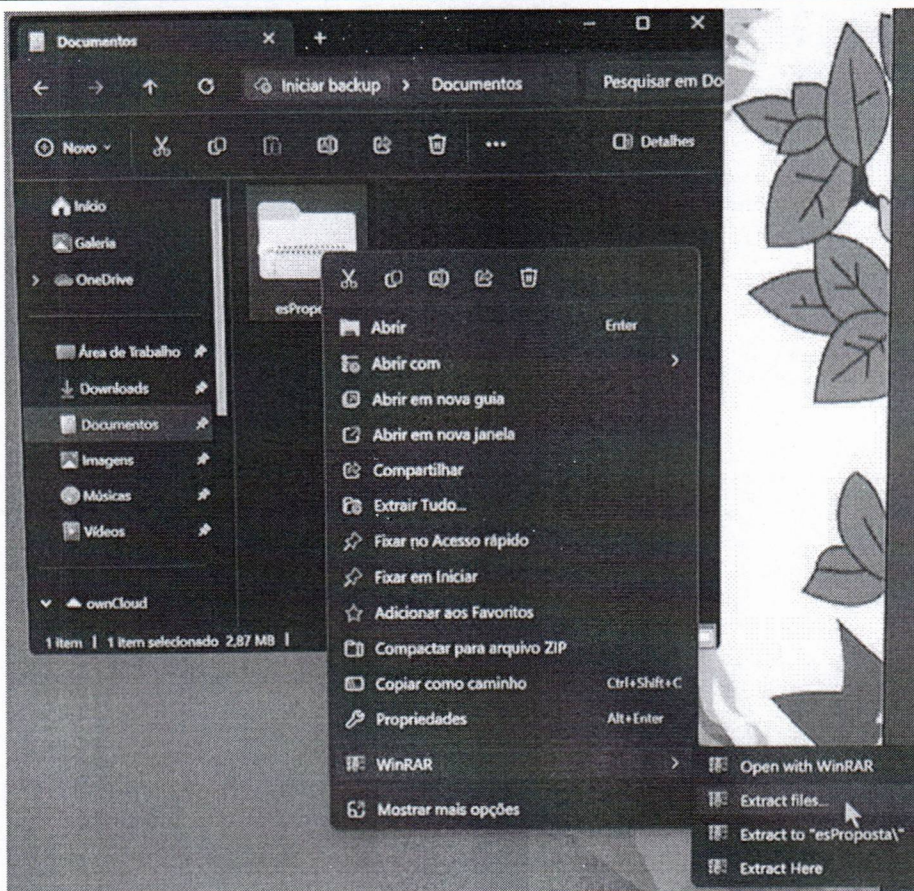 Documentos
Iniciar backup > Documentos
Pesquisar em Do
Novo
Detalhes
Início
Galeria
OneDrive
Área de Trabalho
Downloads
Documentos
Imagens
Músicas
Vídeos
ownCloud
1 item | 1 item selecionado 2,87 MB |
esPropo
Abrir Enter
Abrir com
Abrir em nova guia
Abrir em nova janela
Compartilhar
Extrair Tudo...
Fixar no Acesso rápido
Fixar em Iniciar
Adicionar aos Favoritos
Compactar para arquivo ZIP
Copiar como caminho Ctrl+Shift+C
Propriedades Alt+Enter
WinRAR
Mostrar mais opções
Open with WinRAR
Extract files...
Extract to "esProposta\"
Extract Here